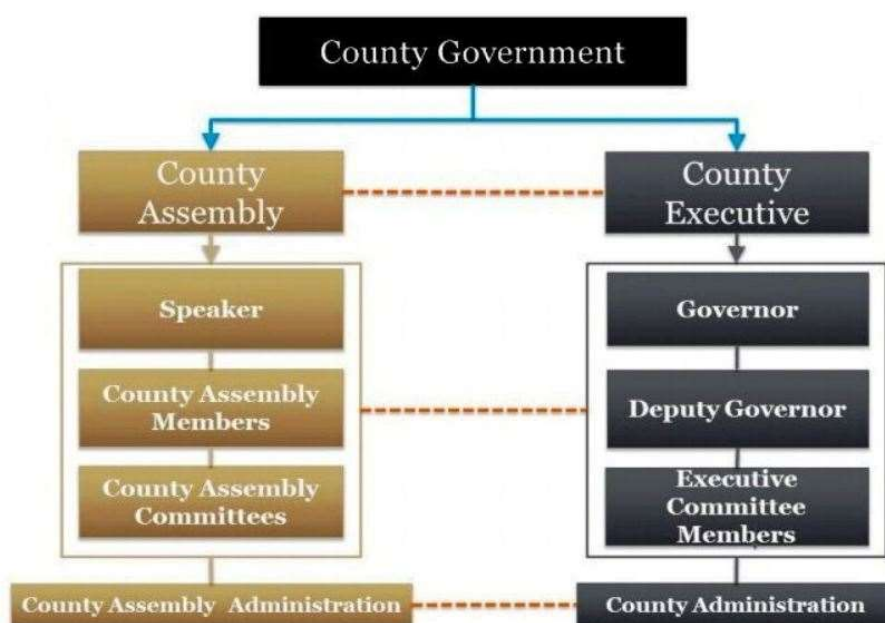 County Government
County
Assembly
County
Executive
Speaker
Governor
County Assembly
Members
Deputy Governor
County Assembly
Committees
Executive
Committee
Members
County Assembly Administration
County Administration